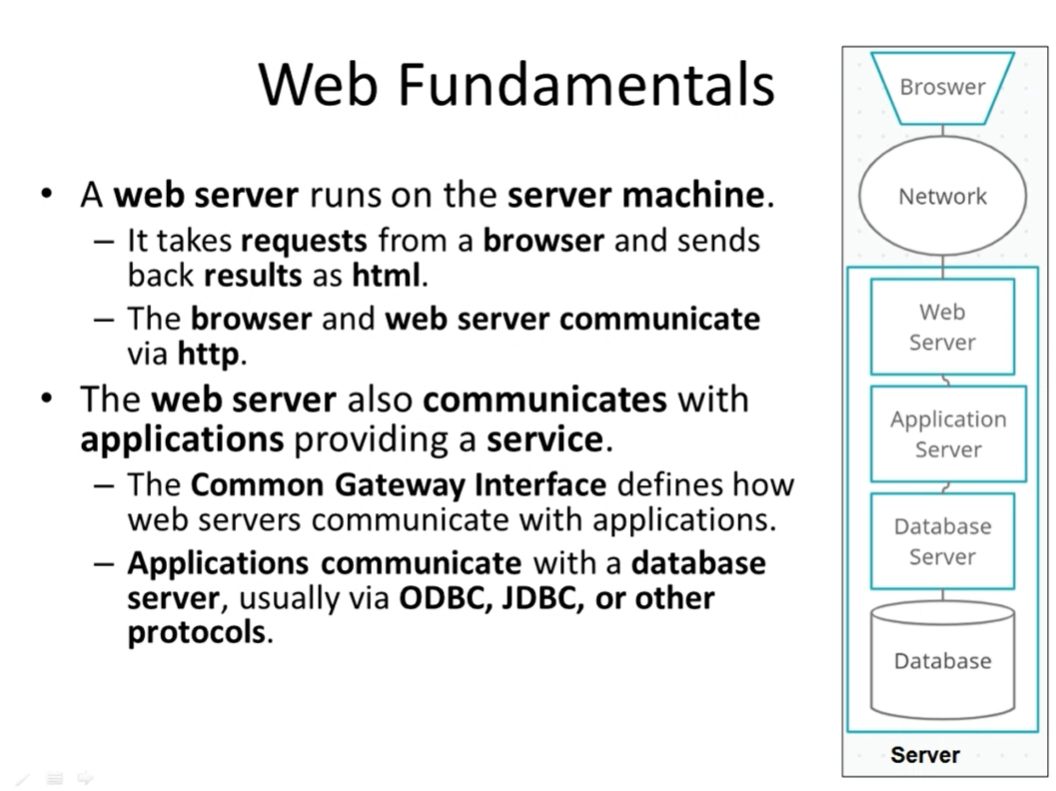 Web Fundamentals
• A web server runs on the server machine.
– It takes requests from a browser and sends
back results as html.
– The browser and web server communicate
via http.
• The web server also communicates with
applications providing a service.
– The Common Gateway Interface defines how
web servers communicate with applications.
– Applications communicate with a database
server, usually via ODBC, JDBC, or other
protocols.
Broswer
Network
Web
Server
Application
Server
Database
Server
Database
Server